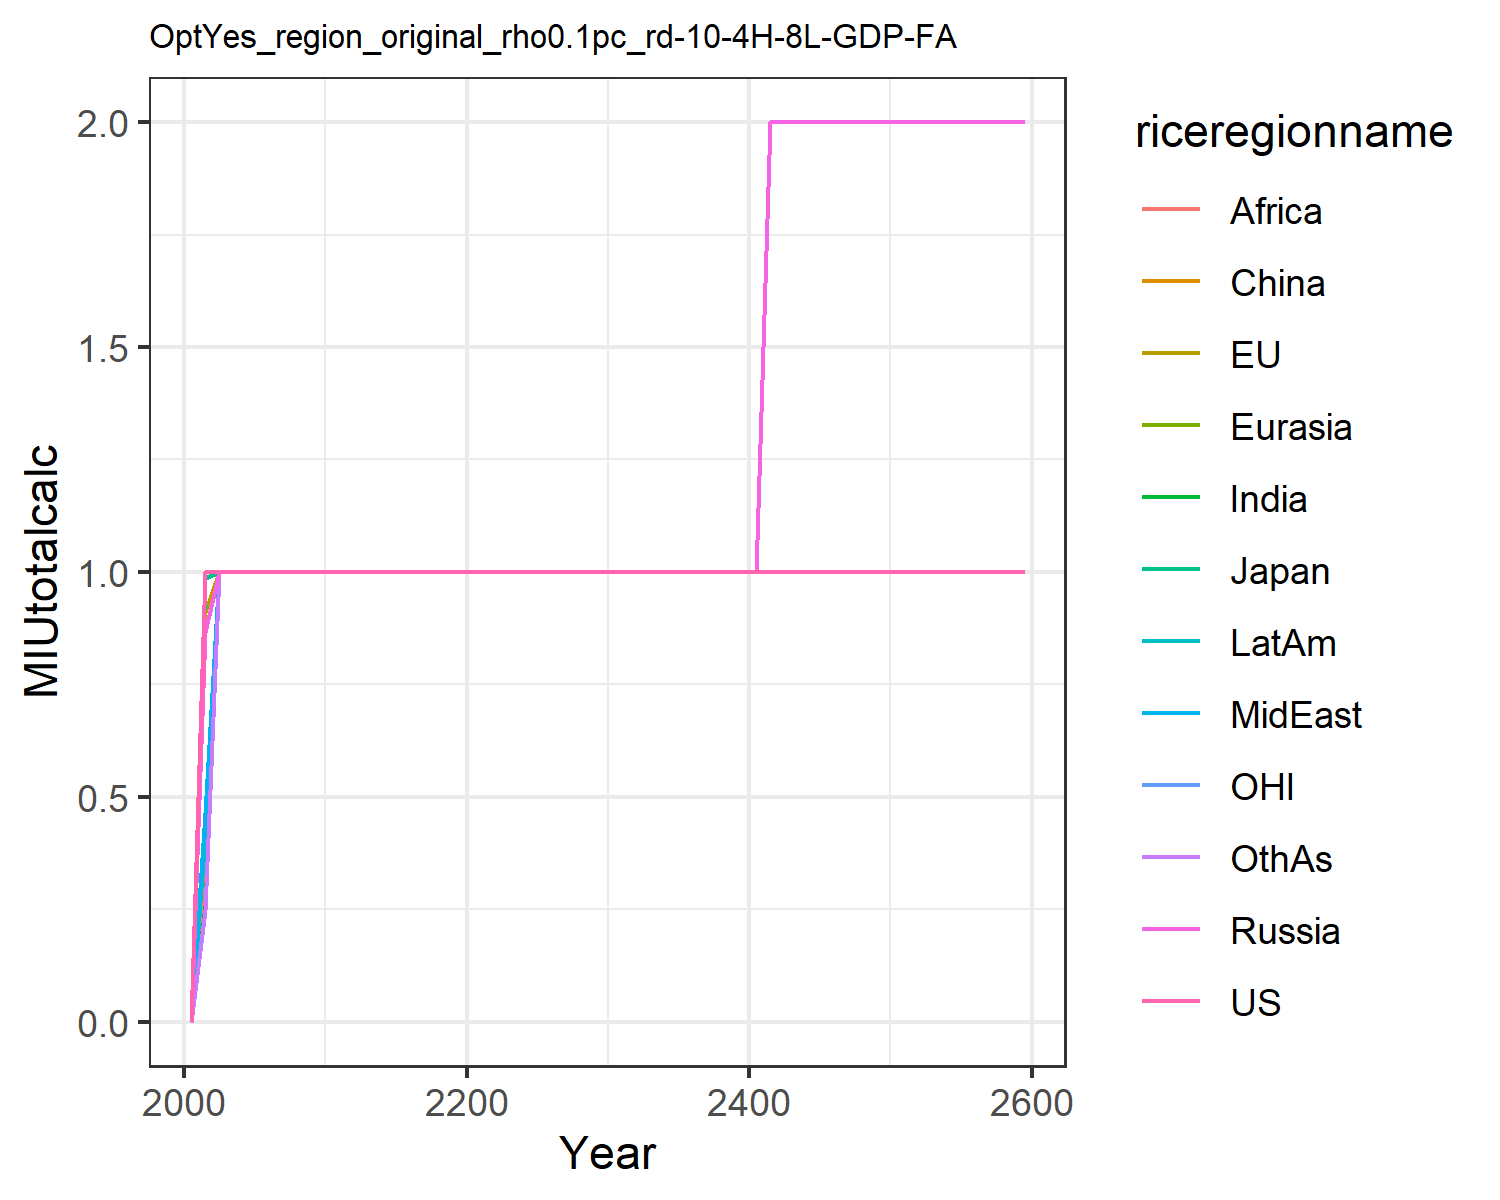 OptYes_region_original_rho0.1pc_rd-10-4H-8L-GDP-FA
2.0
1.5
1.0
0.5
0.0
MIUtotalcalc
2000 2200 2400 2600
Year
riceregionname
Africa
China
EU
Eurasia
India
Japan
LatAm
MidEast
OHI
OthAs
Russia
US